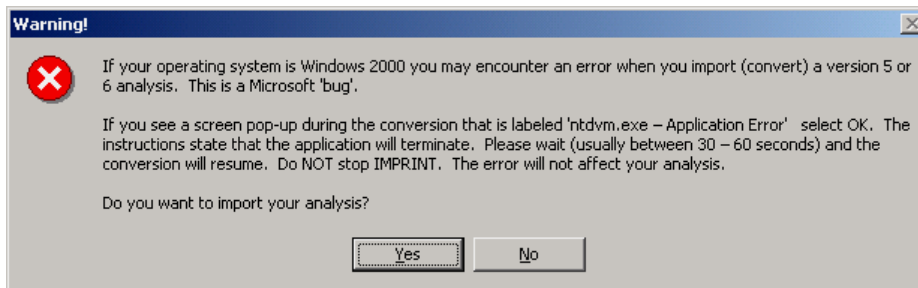 Warning!
If your operating system is Windows 2000 you may encounter an error when you import (convert) a version 5 or
6 analysis.  This is a Microsoft 'bug'.
If you see a screen pop-up during the conversion that is labeled 'ntdvm.exe – Application Error'   select OK.  The
instructions state that the application will terminate.  Please wait (usually between 30 – 60 seconds) and the
conversion will resume.  Do NOT stop IMPRINT.  The error will not affect your analysis.
Do you want to import your analysis?
Yes
No